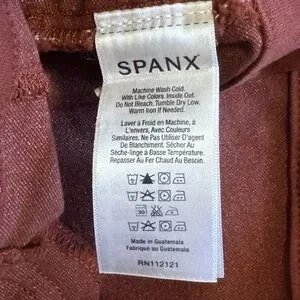 SPANX
Machine Wash Cold.
With Like Colors. Inside Out.
Do Not Bleach. Tumble Dry Low.
Warm Iron If Needed.
Laver à Froid en Machine, à
L'envers, Avec Couleurs
Similaires. Ne Pas Utiliser D'agent
De Blanchiment. Sécher Au
Sèche-linge à Basse Température.
Repasser Au Fer Chaud Au Besoin.
30
Made in Guatemala
Fabriqué au Guatemala
RN112121